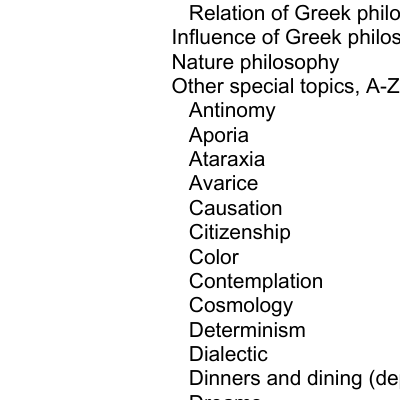 Relation of Greek philo
Influence of Greek philos
Nature philosophy
Other special topics, A-Z
Antinomy
Aporia
Ataraxia
Avarice
Causation
Citizenship
Color
Contemplation
Cosmology
Determinism
Dialectic
Dinners and dining (de